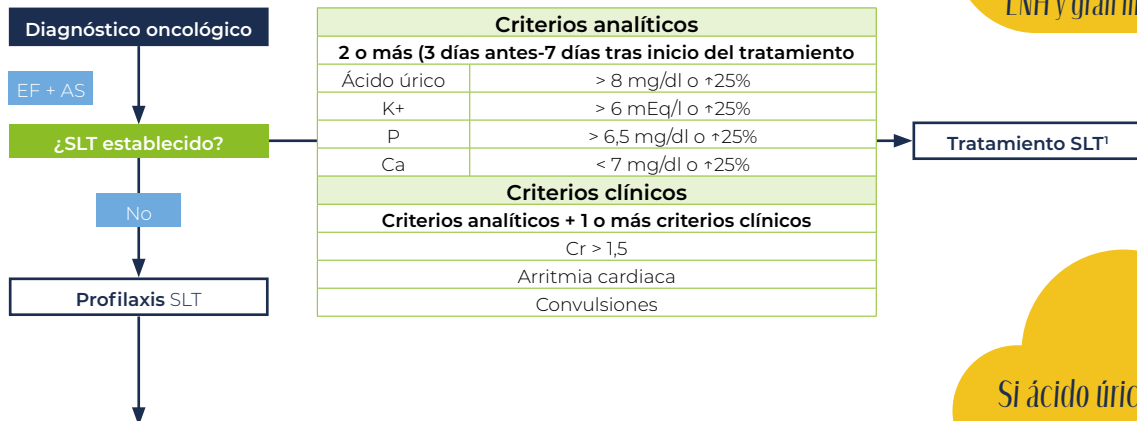 Diagnóstico oncológico
EF + AS
¿SLT establecido?
No
Profilaxis SLT
Criterios analíticos
2 o más (3 días antes-7 días tras inicio del tratamiento
Ácido úrico > 8 mg/dl o ↑25%
K+ > 6 mEq/l o ↑25%
P > 6,5 mg/dl o ↑25%
Ca < 7 mg/dl o ↑25%
Criterios clínicos
Criterios analíticos + 1 o más criterios clínicos
Cr > 1,5
Arritmia cardiaca
Convulsiones
Tratamiento SLT¹
LNH y gran
Si ácido